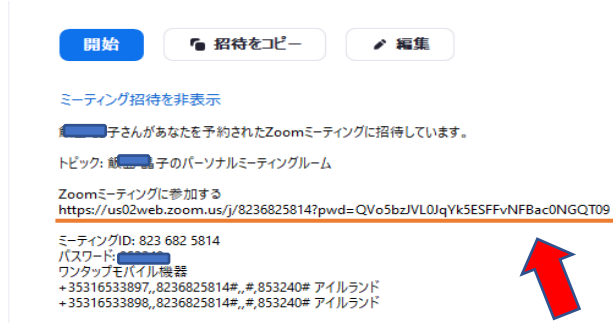 開始
招待をコピー
編集
ミーティング招待を非表示
子さんがあなたを予約されたZoomミーティングに招待しています。
トピック: 子のパーソナルミーティングルーム
Zoomミーティングに参加する
https://us02web.zoom.us/j/8236825814?pwd=QVo5bzJVL0JqYk5ESFFvNFBac0NGQT09
ミーティングID: 823 682 5814
パスワード:
ワンタップモバイル機器
+35316533897,,8236825814#,,#,853240# アイルランド
+35316533898,,8236825814#,,#,853240# アイルランド